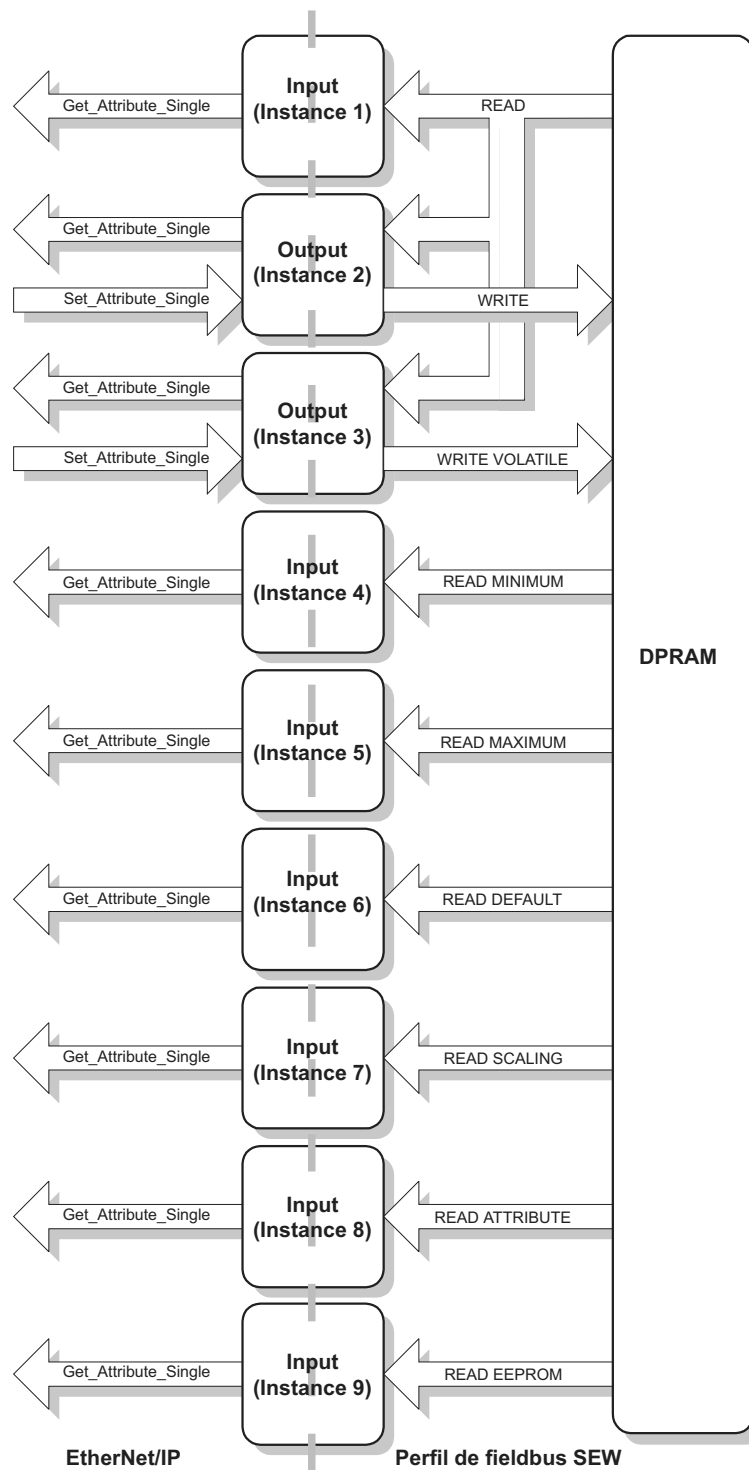 Input
(Instance 1)
Get_Attribute_Single
READ
Get_Attribute_Single
Output
(Instance 2)
Set_Attribute_Single
WRITE
Get_Attribute_Single
Output
(Instance 3)
Set_Attribute_Single
WRITE VOLATILE
Input
(Instance 4)
Get_Attribute_Single
READ MINIMUM
DPRAM
Input
(Instance 5)
Get_Attribute_Single
READ MAXIMUM
Input
(Instance 6)
Get_Attribute_Single
READ DEFAULT
Input
(Instance 7)
Get_Attribute_Single
READ SCALING
Input
(Instance 8)
Get_Attribute_Single
READ ATTRIBUTE
Input
(Instance 9)
Get_Attribute_Single
READ EEPROM
EtherNet/IP
Perfil de fieldbus SEW